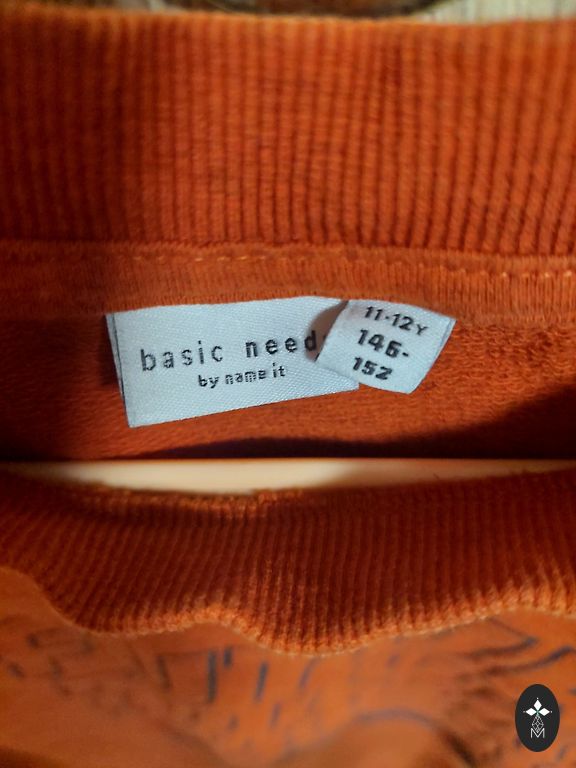 basic need
by name it
11-12Y
146-
152